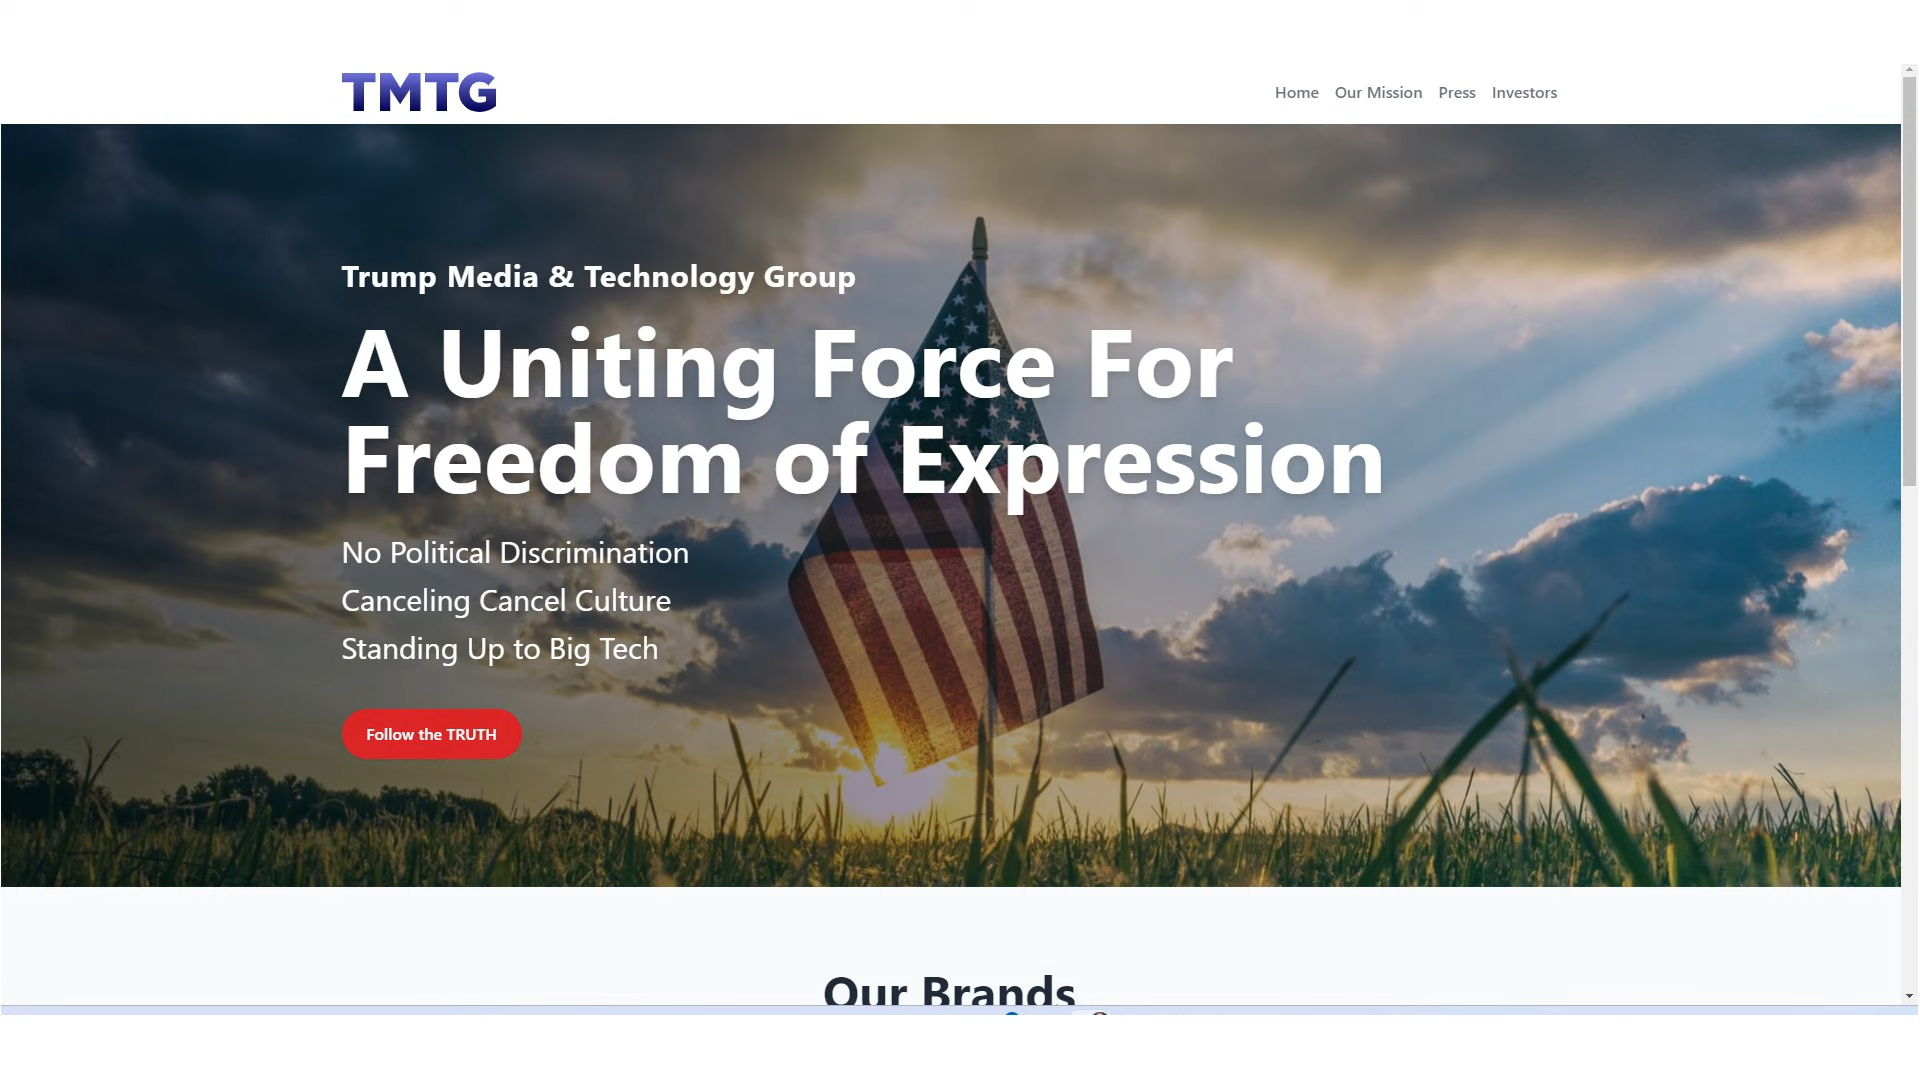 TMTG
Home Our Mission Press Investors
Trump Media & Technology Group
A Uniting Force For
Freedom of Expression
No Political Discrimination
Canceling Cancel Culture
Standing Up to Big Tech
Follow the TRUTH
Our Brands